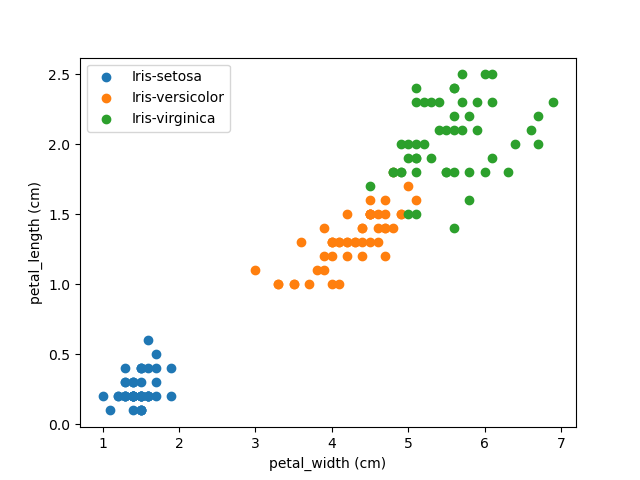 Iris-setosa
Iris-versicolor
Iris-virginica
2.5
2.0
1.5
1.0
0.5
0.0
petal_length (cm)
1 2 3 4 5 6 7
petal_width (cm)